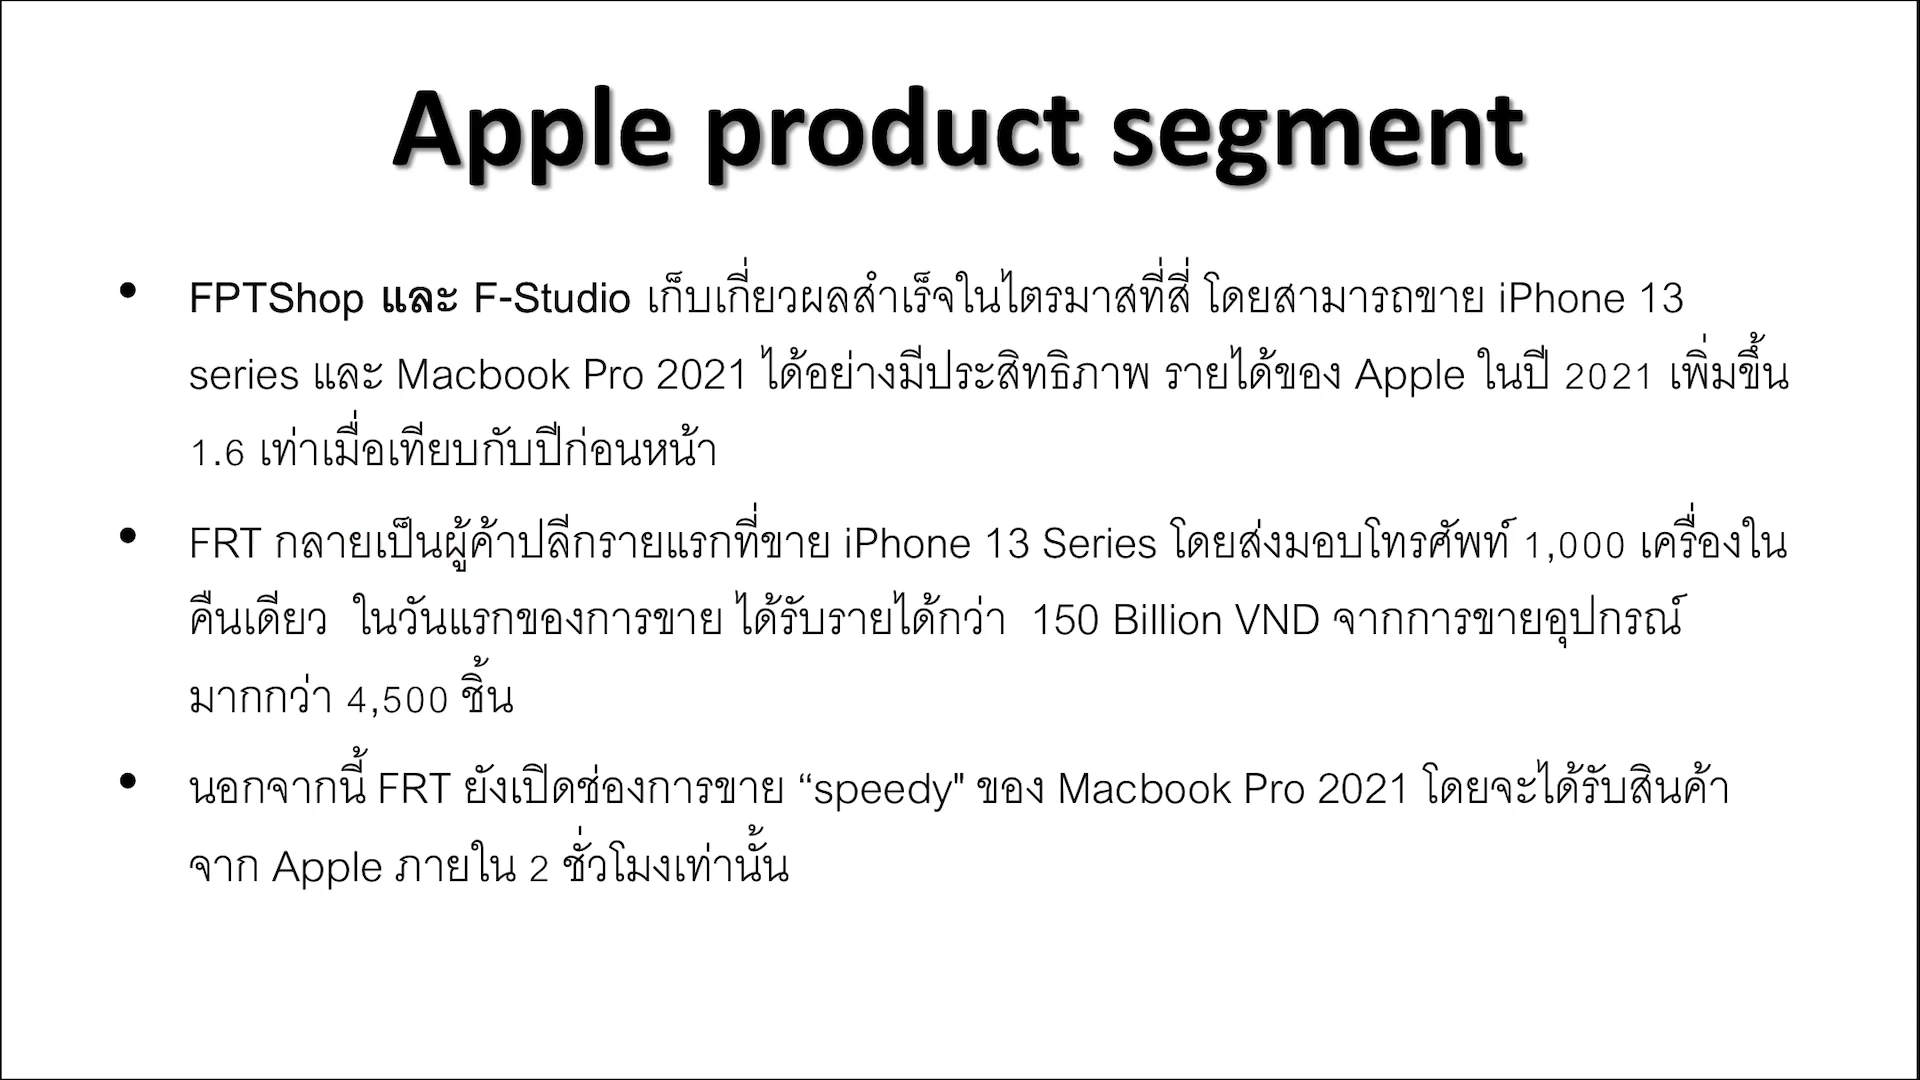 Apple product segment
• FPTShop และ F-Studio เก็บเกี่ยวผลสำเร็จในไตรมาสที่สี่ โดยสามารถขาย iPhone 13
series และ Macbook Pro 2021 ได้อย่างมีประสิทธิภาพ รายได้ของ Apple ในปี 2021 เพิ่มขึ้น
1.6 เท่าเมื่อเทียบกับปีก่อนหน้า
• FRT กลายเป็นผู้ค้าปลีกรายแรกที่ขาย iPhone 13 Series โดยส่งมอบโทรศัพท์ 1,000 เครื่องใน
คืนเดียว ในวันแรกของการขาย ได้รับรายได้กว่า 150 Billion VND จากการขายอุปกรณ์
มากกว่า 4,500 ชิ้น
• นอกจากนี้ FRT ยังเปิดช่องการขาย “speedy" ของ Macbook Pro 2021 โดยจะได้รับสินค้า
จาก Apple ภายใน 2 ชั่วโมงเท่านั้น